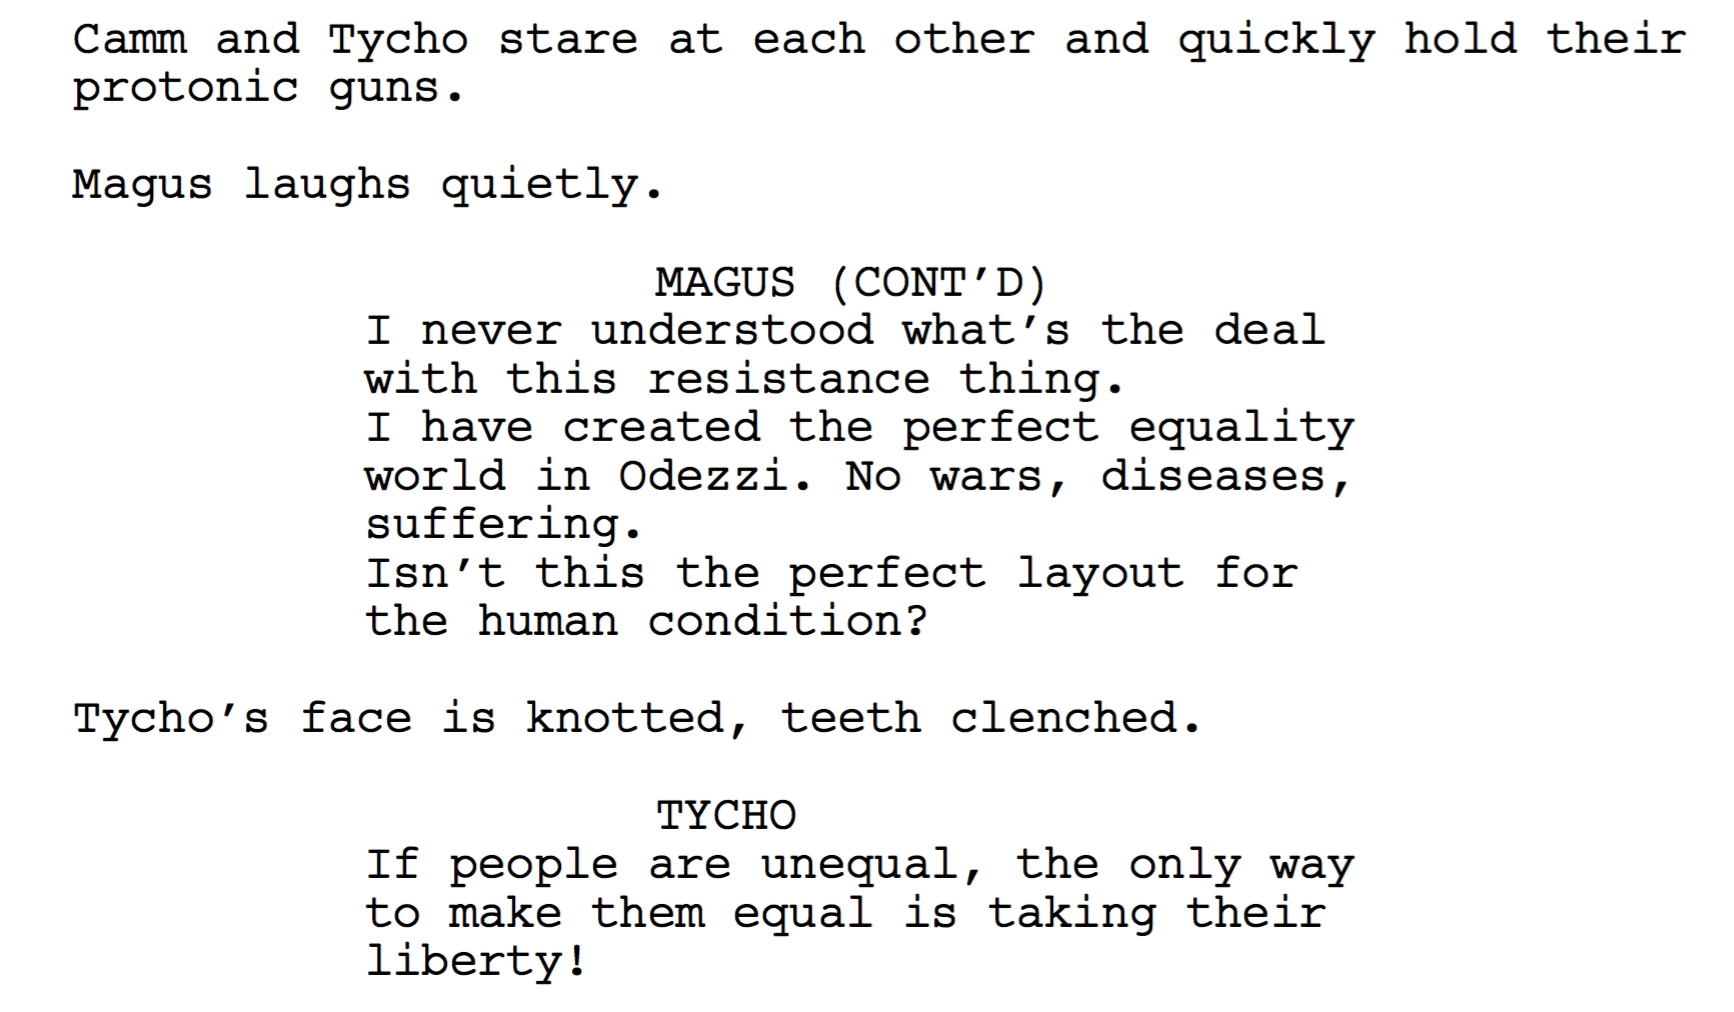 Camm and Tycho stare at each other and quickly hold their
protonic guns.
Magus laughs quietly.
MAGUS (CONT’D)
I never understood what’s the deal
with this resistance thing.
I have created the perfect equality
world in Odezzi. No wars, diseases,
suffering.
Isn’t this the perfect layout for
the human condition?
Tycho’s face is knotted, teeth clenched.
TYCHO
If people are unequal, the only way
to make them equal is taking their
liberty!